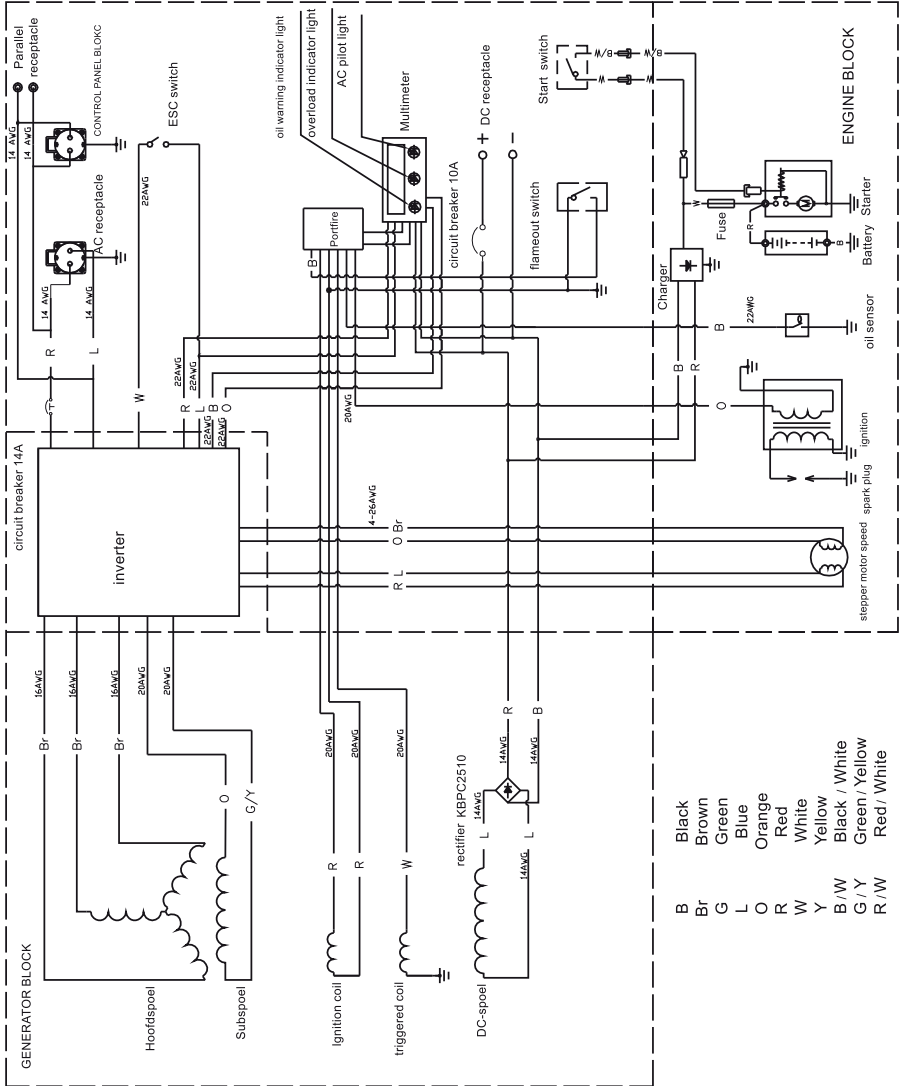 Parallel
receptacle
CONTROL PANEL BLOKC
14 AWG
14 AWG
ESC switch
22AWG
AC receptacle
14 AWG
14 AWG
R
L
W
oil warning indicator light
overload indicator light
AC pilot light
Multimeter
Portfire
B
circuit breaker 10A
DC receptacle
+
−
flameout switch
Start switch
W/B
W/B
W
W
ENGINE BLOCK
Starter
M
W
Fuse
R
Battery
B
Charger
oil sensor
22AWG
B
B
R
O
ignition
spark plug
stepper motor speed
22AWG
22AWG
R
L
B
O
22AWG
22AWG
20AWG
circuit breaker 14A
inverter
4-26AWG
O Br
R L
16AWG
16AWG
16AWG
20AWG
20AWG
Br
Br
Br
O
G/Y
GENERATOR BLOCK
Hoofdspoel
Subspoel
20AWG
20AWG
20AWG
R
R
W
Ignition coil
triggered coil
R
B
14AWG
14AWG
rectifier KBPC2510
14AWG
L
L
14AWG
DC-spoel
B Black
Br Brown
G Green
L Blue
O Orange
R Red
W White
Y Yellow
B/W Black / White
G/Y Green/Yellow
R/W Red/ White